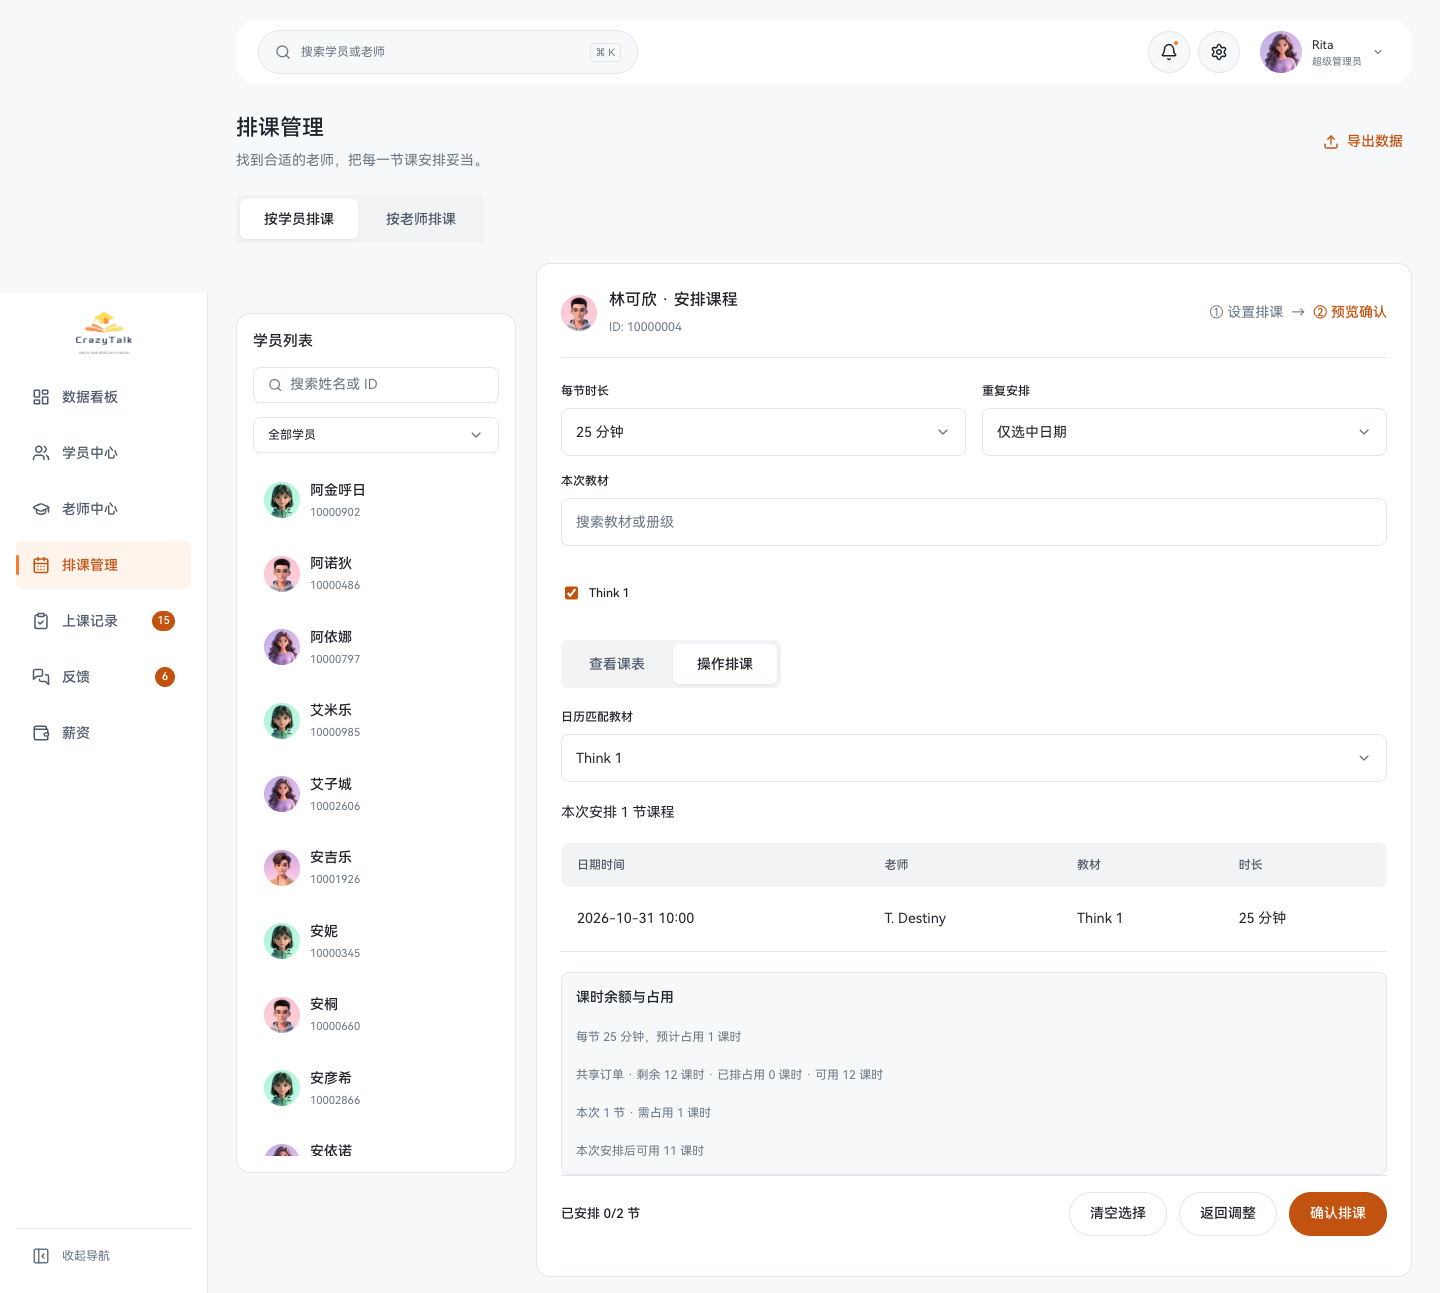 搜索学员或老师
⌘ K
Rita
超级管理员
排课管理
找到合适的老师，把每一节课安排妥当。
导出数据
按学员排课
按老师排课
CrazyTalk
数据看板
学员中心
老师中心
排课管理
上课记录
15
反馈
6
薪资
收起导航
学员列表
搜索姓名或 ID
全部学员
阿金呼日
10000902
阿诺狄
10000486
阿依娜
10000797
艾米乐
10000985
艾子城
10002606
安吉乐
10001926
安妮
10000345
安桐
10000660
安彦希
10002866
安依诺
林可欣 · 安排课程
ID: 10000004
① 设置排课 → ② 预览确认
每节时长
25 分钟
重复安排
仅选中日期
本次教材
搜索教材或册级
Think 1
查看课表
操作排课
日历匹配教材
Think 1
本次安排 1 节课程
日期时间 老师 教材 时长
2026-10-31 10:00 T. Destiny Think 1 25 分钟
课时余额与占用
每节 25 分钟，预计占用 1 课时
共享订单 · 剩余 12 课时 · 已排占用 0 课时 · 可用 12 课时
本次 1 节 · 需占用 1 课时
本次安排后可用 11 课时
已安排 0/2 节
清空选择
返回调整
确认排课